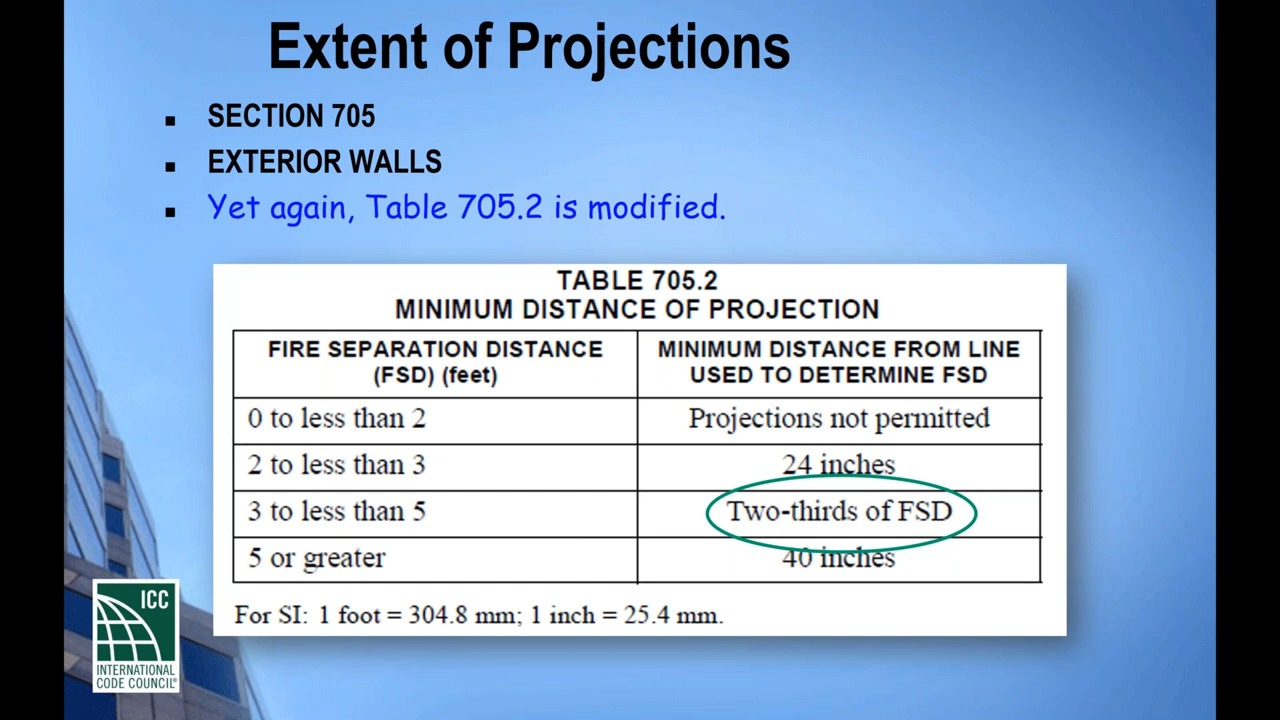 Extent of Projections
SECTION 705
EXTERIOR WALLS
Yet again, Table 705.2 is modified.
TABLE 705.2
MINIMUM DISTANCE OF PROJECTION
FIRE SEPARATION DISTANCE
(FSD) (feet)
MINIMUM DISTANCE FROM LINE
USED TO DETERMINE FSD
0 to less than 2
Projections not permitted
2 to less than 3
24 inches
3 to less than 5
Two-thirds of FSD
5 or greater
40 inches
For SI: 1 foot = 304.8 mm; 1 inch = 25.4 mm.
ICC
INTERNATIONAL
CODE COUNCIL®